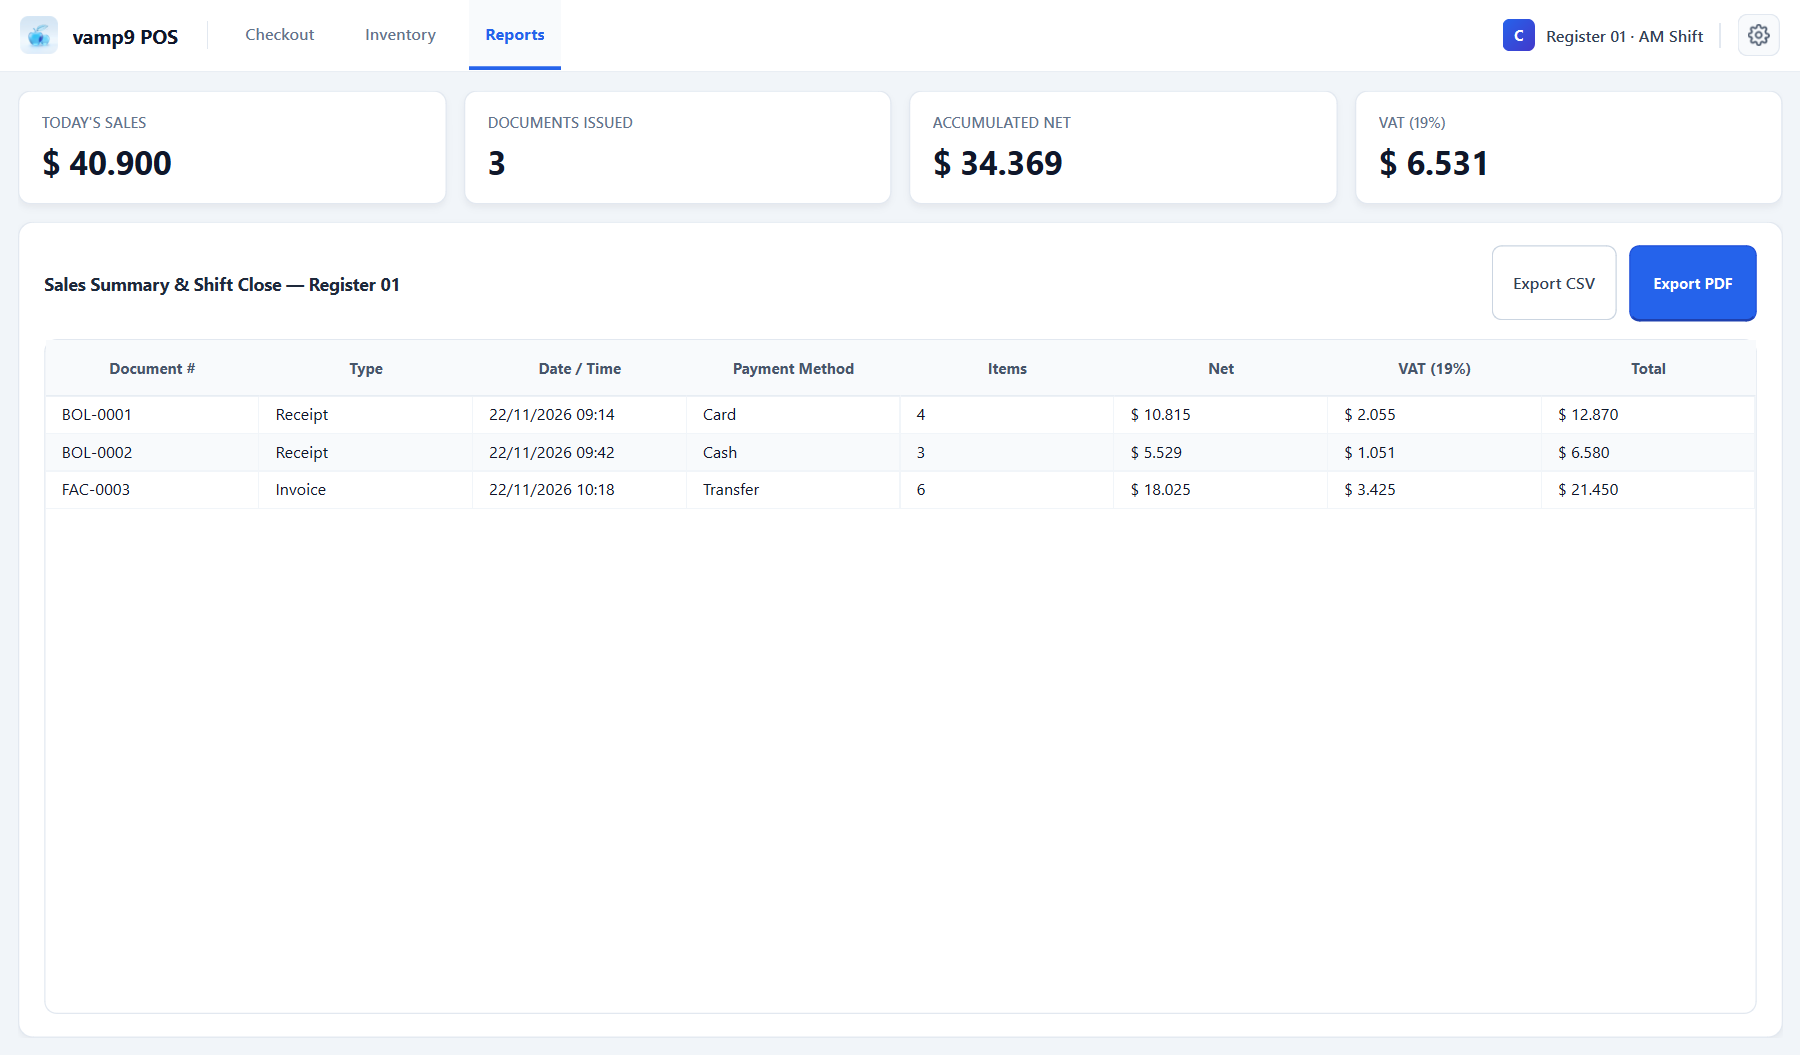 vamp9 POS
Checkout
Inventory
Reports
C
Register 01 · AM Shift
TODAY'S SALES
$ 40.900
DOCUMENTS ISSUED
3
ACCUMULATED NET
$ 34.369
VAT (19%)
$ 6.531
Sales Summary & Shift Close — Register 01
Export CSV
Export PDF
Document # Type Date / Time Payment Method Items Net VAT (19%) Total
BOL-0001 Receipt 22/11/2026 09:14 Card 4 $ 10.815 $ 2.055 $ 12.870
BOL-0002 Receipt 22/11/2026 09:42 Cash 3 $ 5.529 $ 1.051 $ 6.580
FAC-0003 Invoice 22/11/2026 10:18 Transfer 6 $ 18.025 $ 3.425 $ 21.450